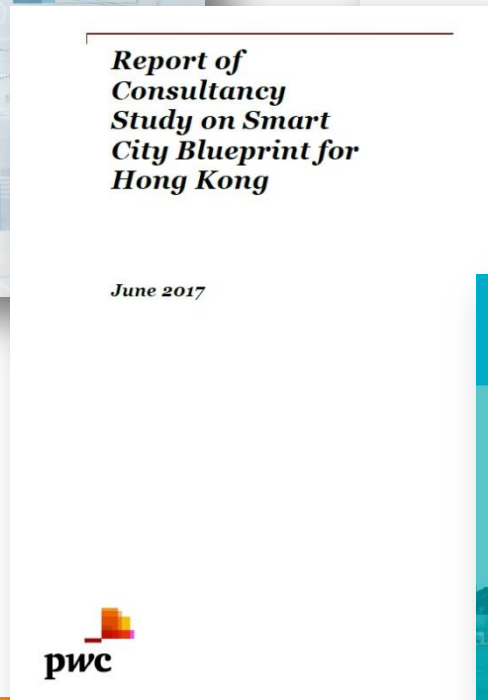 Report of
Consultancy
Study on Smart
City Blueprint for
Hong Kong
June 2017
pwc